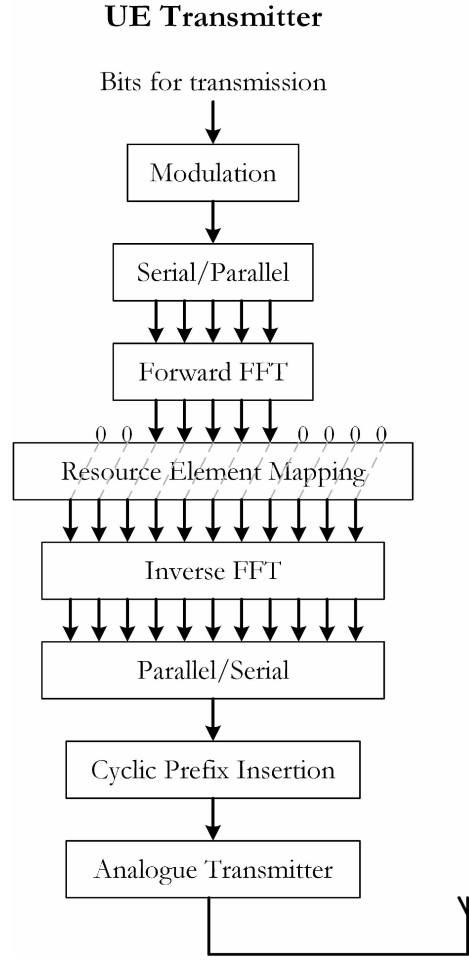 UE Transmitter
Bits for transmission
Modulation
Serial/Parallel
Forward FFT
0 0 0 0 0 0
Resource Element Mapping
Inverse FFT
Parallel/Serial
Cyclic Prefix Insertion
Analogue Transmitter